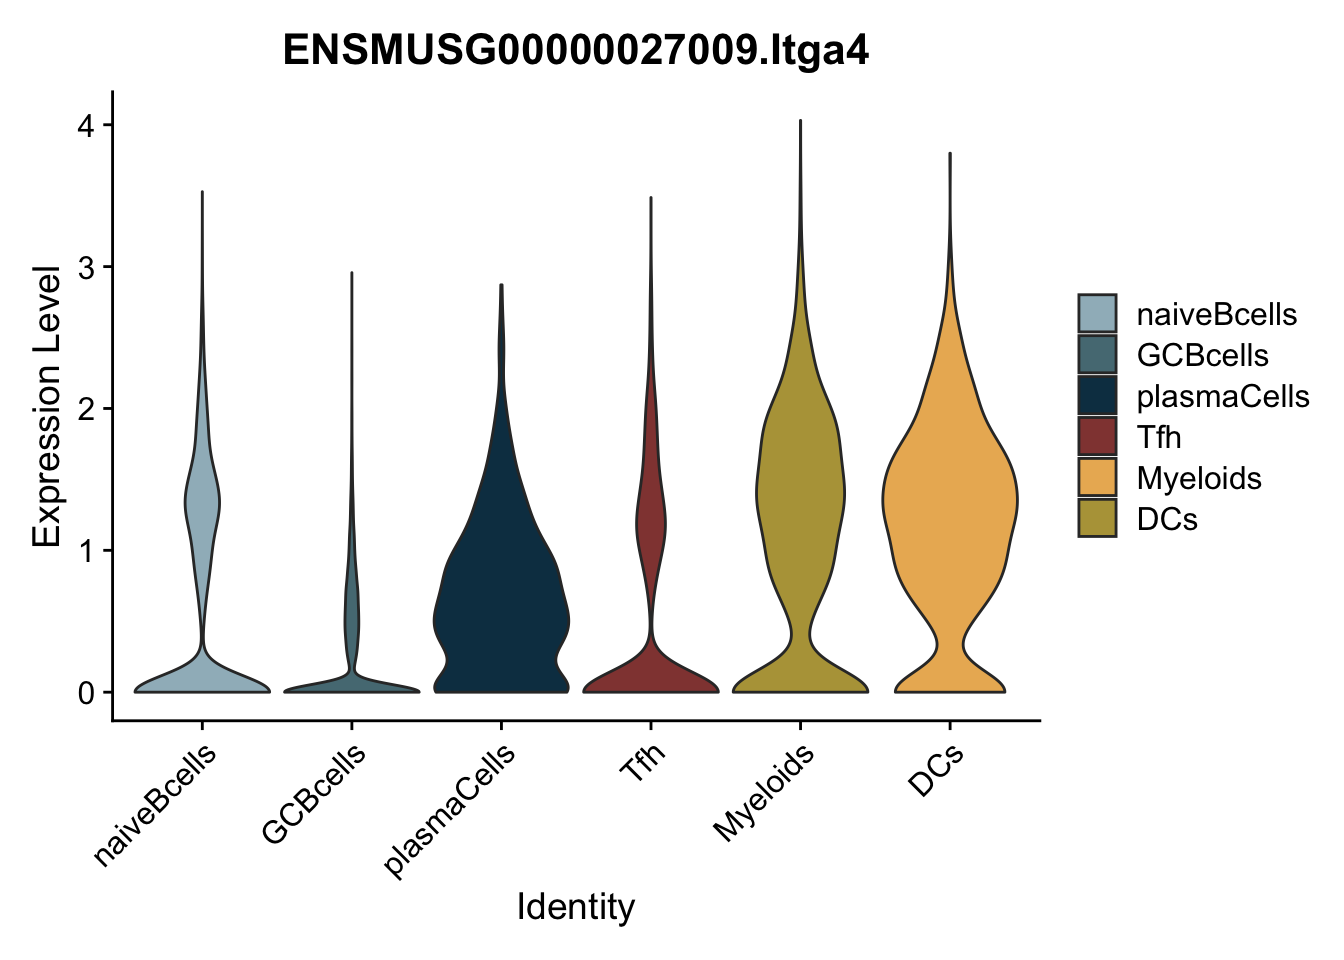 ENSMUSG00000027009.Itga4
Expression Level
4
3
2
1
0
naiveBcells
GCBcells
plasmaCells
Tfh
Myeloids
DCs
Identity
naiveBcells
GCBcells
plasmaCells
Tfh
Myeloids
DCs